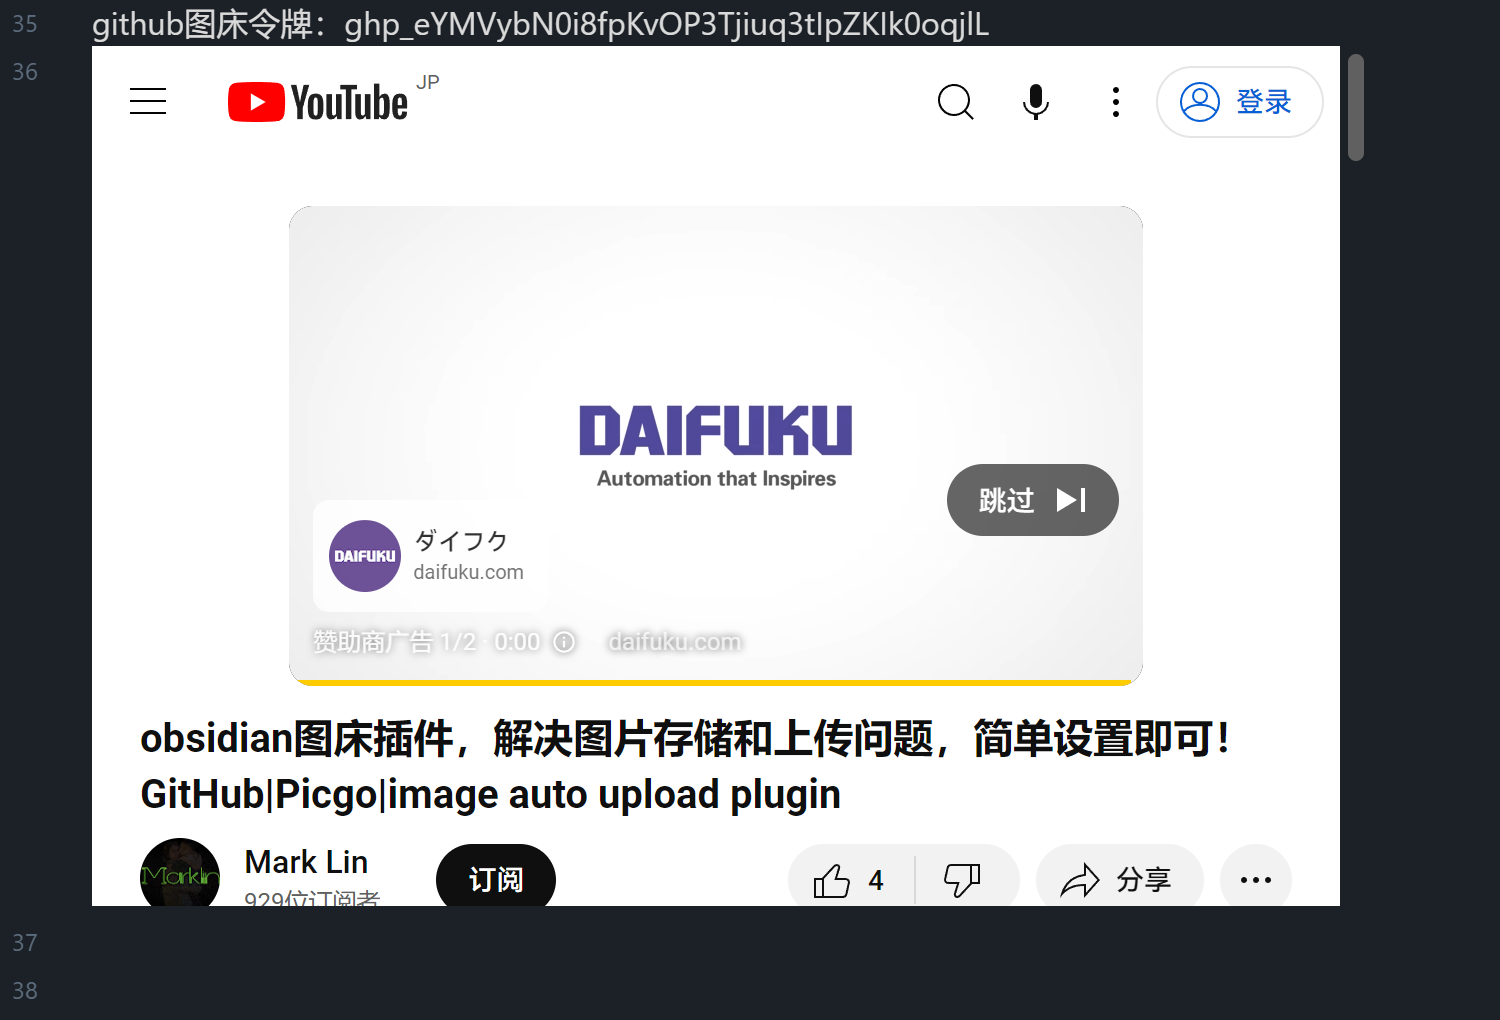 35 github图床令牌：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
36
YouTube JP
登录
DAIFUKU
Automation that Inspires
跳过
DAIFUKU
ダイフク
daifuku.com
赞助商广告 1/2 · 0:00 daifuku.com
obsidian图床插件，解决图片存储和上传问题，简单设置即可！
GitHub|Picgo|image auto upload plugin
Marklin
Mark Lin
929位订阅者
订阅
4
分享
37
38